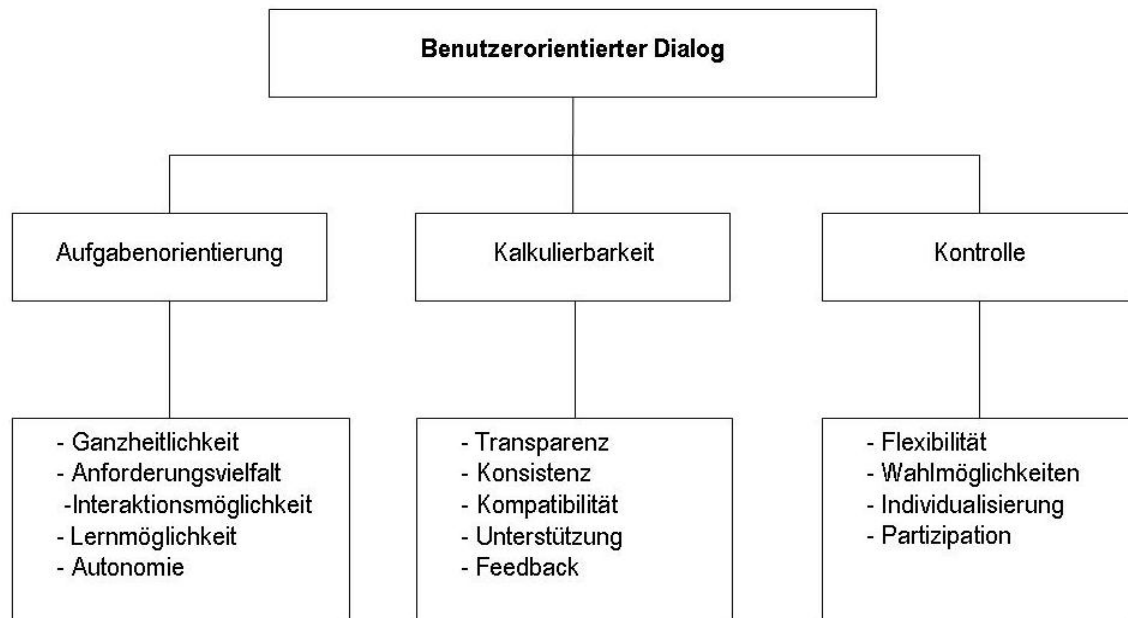 Benutzerorientierter Dialog
Aufgabenorientierung
Kalkulierbarkeit
Kontrolle
- Ganzheitlichkeit
- Anforderungsvielfalt
-Interaktionsmöglichkeit
- Lernmöglichkeit
- Autonomie
- Transparenz
- Konsistenz
- Kompatibilität
- Unterstützung
- Feedback
- Flexibilität
- Wahlmöglichkeiten
- Individualisierung
- Partizipation